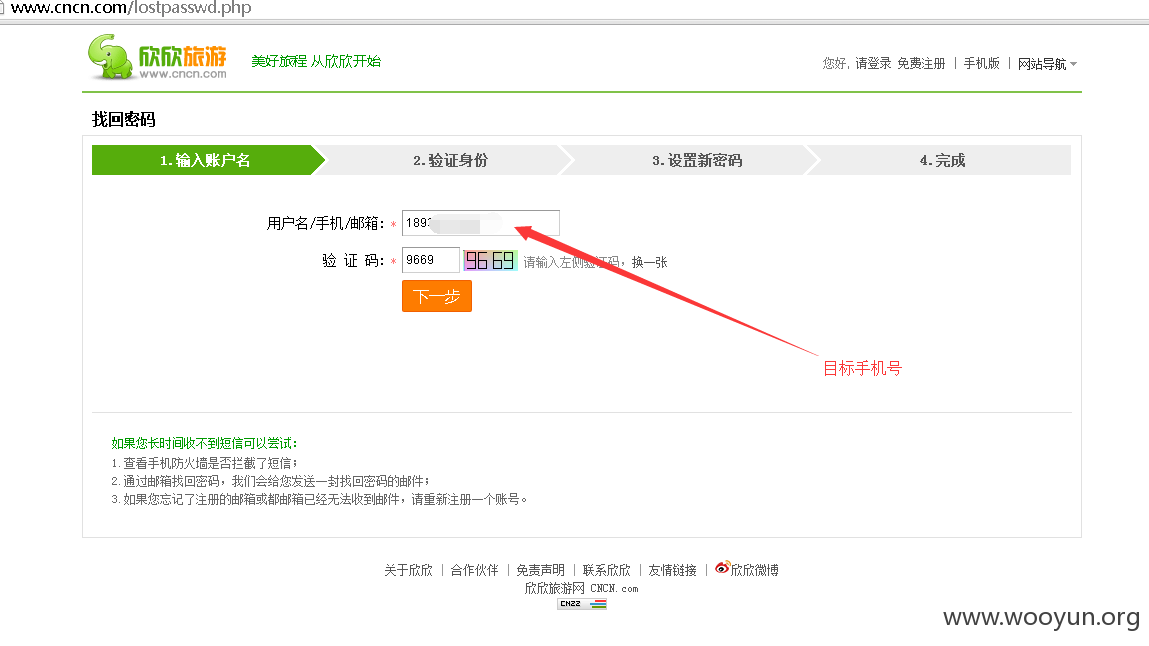 www.cncn.com/lostpasswd.php
欣欣旅游 美好旅程 从欣欣开始
www.cncn.com
您好, 请登录 免费注册 | 手机版 | 网站导航
找回密码
1.输入账户名 2.验证身份 3.设置新密码 4.完成
用户名/手机/邮箱: * 189
验 证 码: * 9669 9669 请输入左侧验证码, 换一张
下一步
目标手机号
如果您长时间收不到短信可以尝试:
1.查看手机防火墙是否拦截了短信;
2.通过邮箱找回密码, 我们会给您发送一封找回密码的邮件;
3.如果您忘记了注册的邮箱或都邮箱已经无法收到邮件, 请重新注册一个账号。
关于欣欣 | 合作伙伴 | 免责声明 | 联系欣欣 | 友情链接 | 欣欣微博
欣欣旅游网 CNCN.com
CNZZ
www.wooyun.org